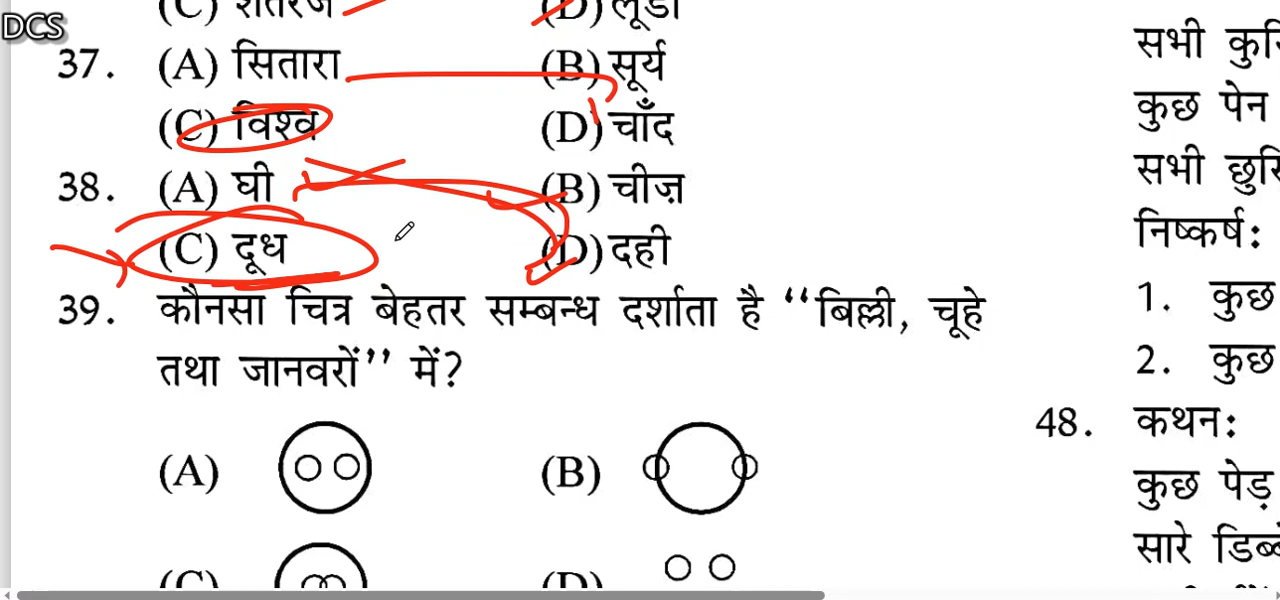 DCS
(C) शतरंज (D) लूडो
37. (A) सितारा (B) सूर्य
(C) विश्व (D) चाँद
38. (A) घी (B) चीज़
(C) दूध (D) दही
39. कौनसा चित्र बेहतर सम्बन्ध दर्शाता है “बिल्ली, चूहे
तथा जानवरों” में?
(A) (B)
(C) (D)
सभी
कुछ पेन
सभी
निष्कर्ष:
1. कुछ
2. कुछ
48. कथन:
कुछ पेड़
सारे